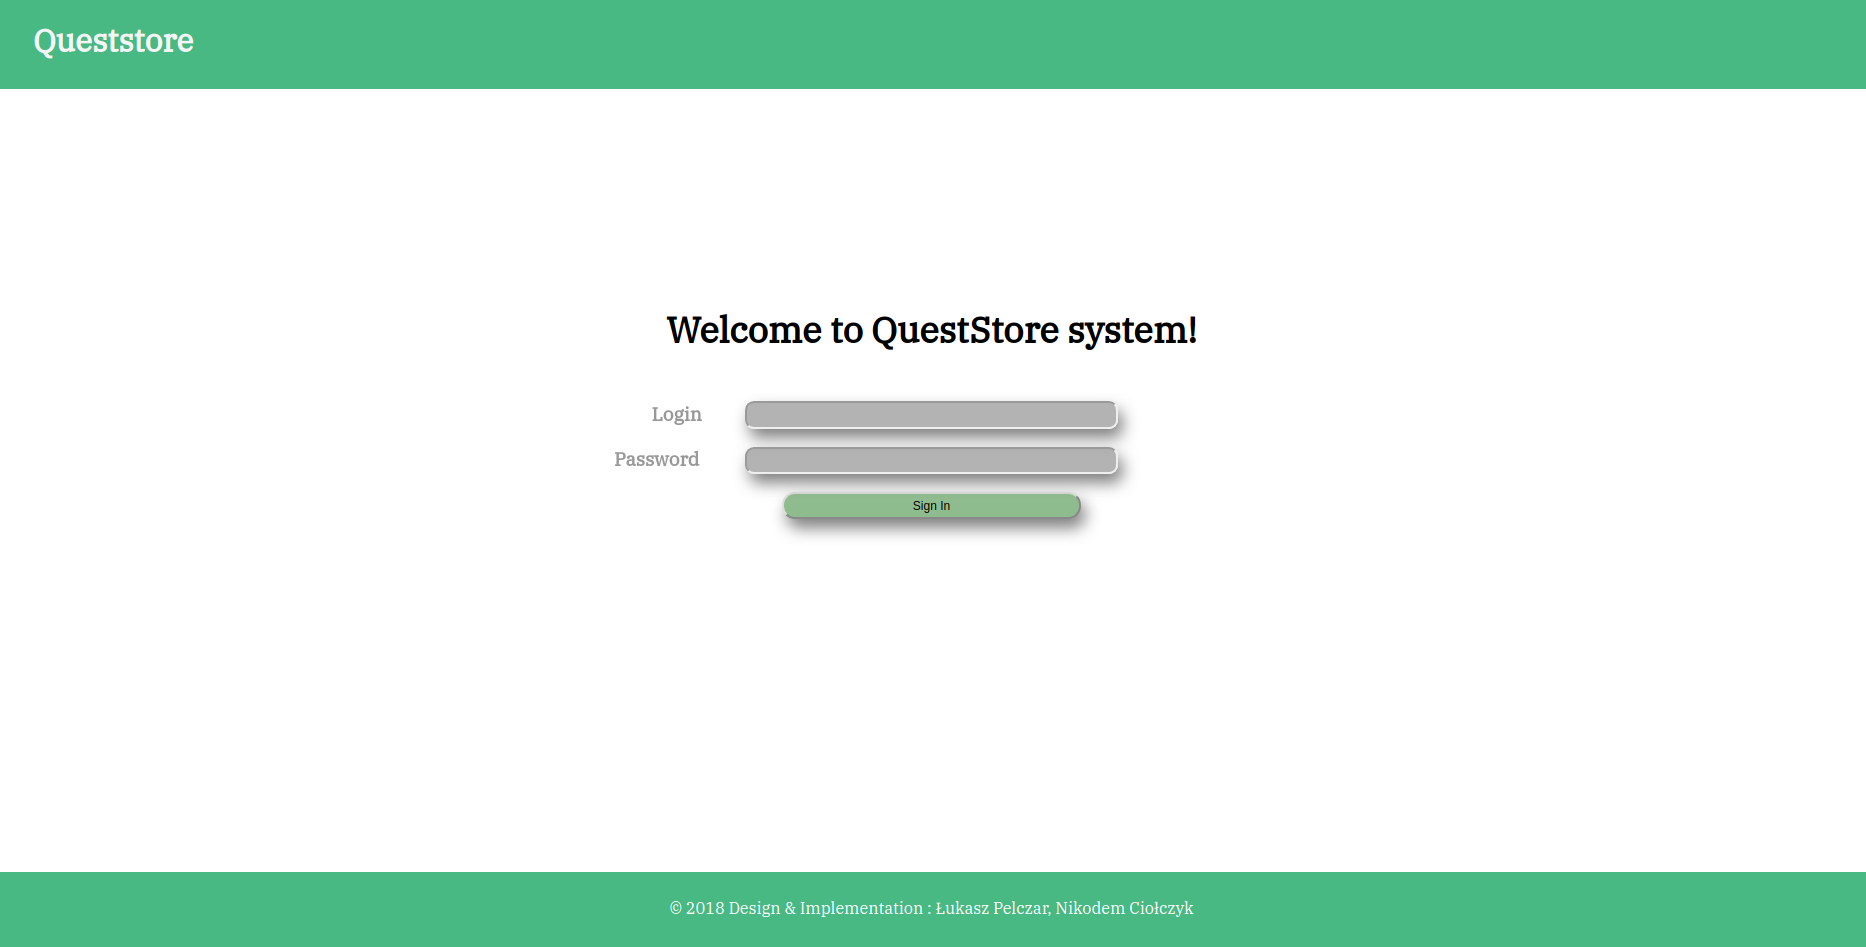 Queststore
Welcome to QuestStore system!
Login
Password
Sign In
© 2018 Design & Implementation : Łukasz Pelczar, Nikodem Ciołczyk